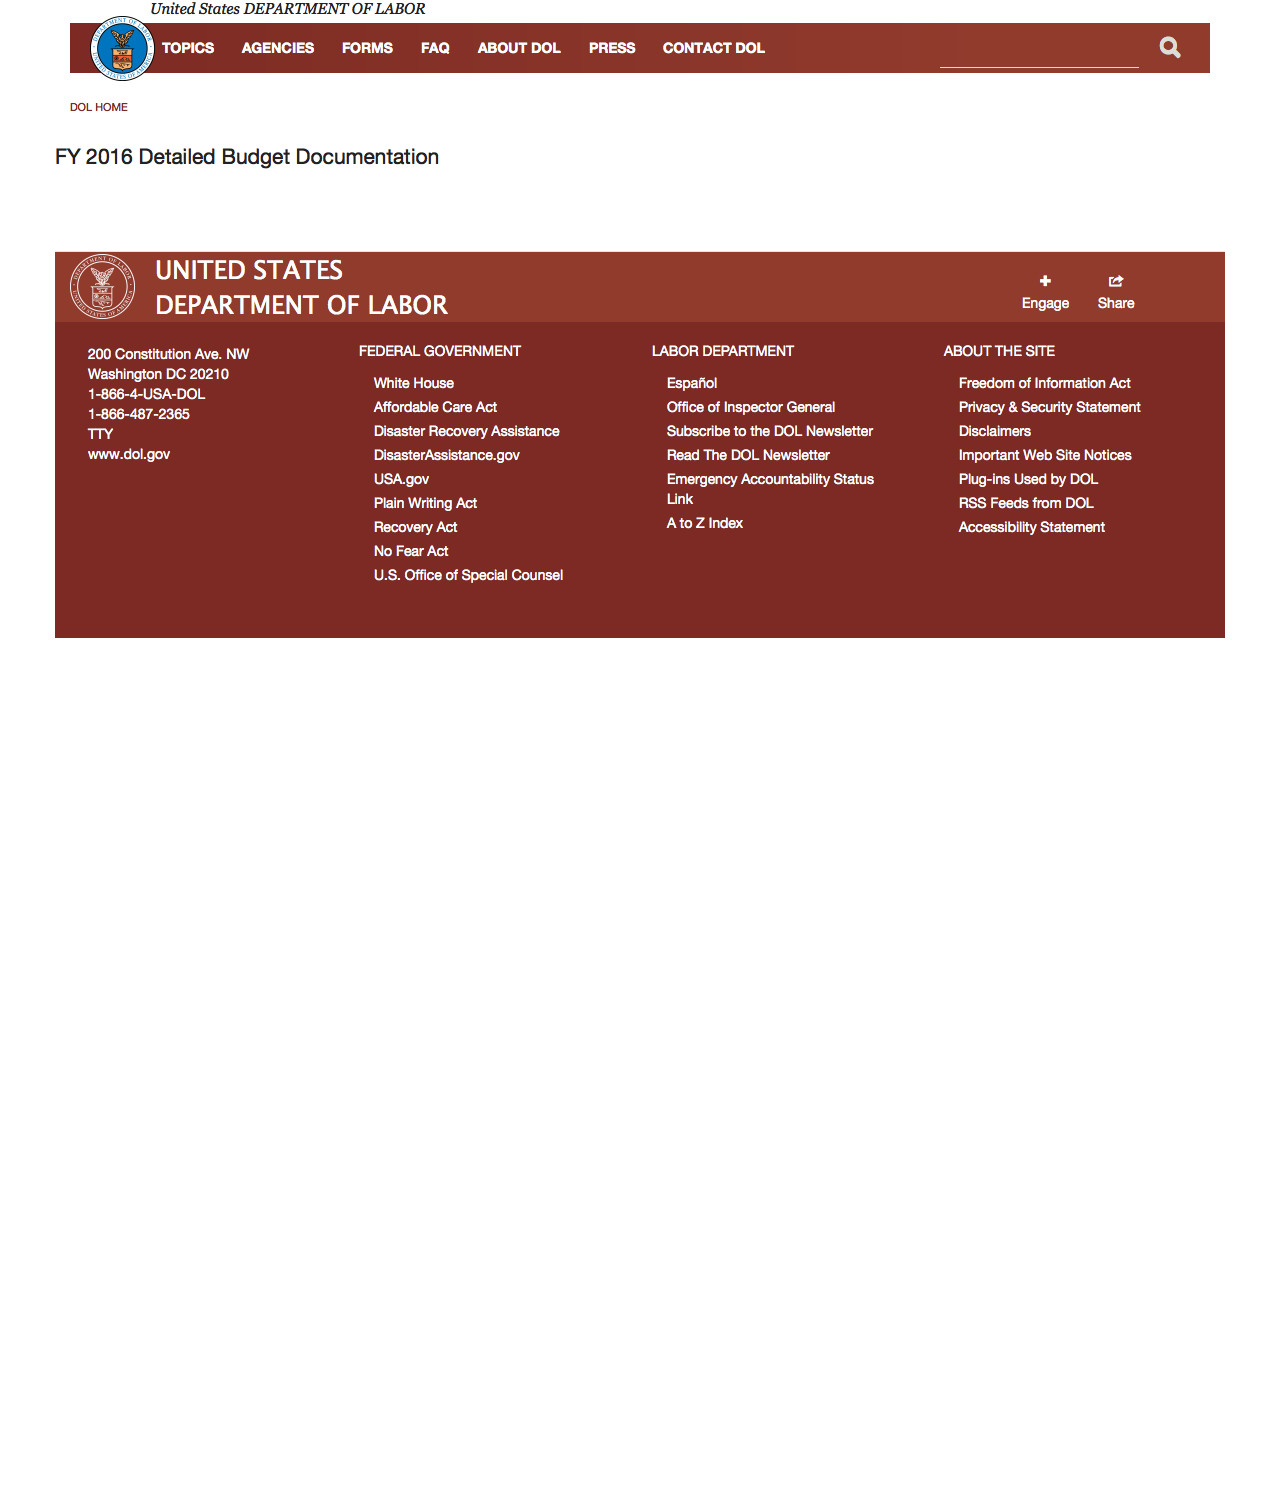 United States DEPARTMENT OF LABOR
TOPICS AGENCIES FORMS FAQ ABOUT DOL PRESS CONTACT DOL
DOL HOME
FY 2016 Detailed Budget Documentation
UNITED STATES
DEPARTMENT OF LABOR
Engage Share
200 Constitution Ave. NW
Washington DC 20210
1-866-4-USA-DOL
1-866-487-2365
TTY
www.dol.gov
FEDERAL GOVERNMENT
White House
Affordable Care Act
Disaster Recovery Assistance
DisasterAssistance.gov
USA.gov
Plain Writing Act
Recovery Act
No Fear Act
U.S. Office of Special Counsel
LABOR DEPARTMENT
Español
Office of Inspector General
Subscribe to the DOL Newsletter
Read The DOL Newsletter
Emergency Accountability Status
Link
A to Z Index
ABOUT THE SITE
Freedom of Information Act
Privacy & Security Statement
Disclaimers
Important Web Site Notices
Plug-ins Used by DOL
RSS Feeds from DOL
Accessibility Statement